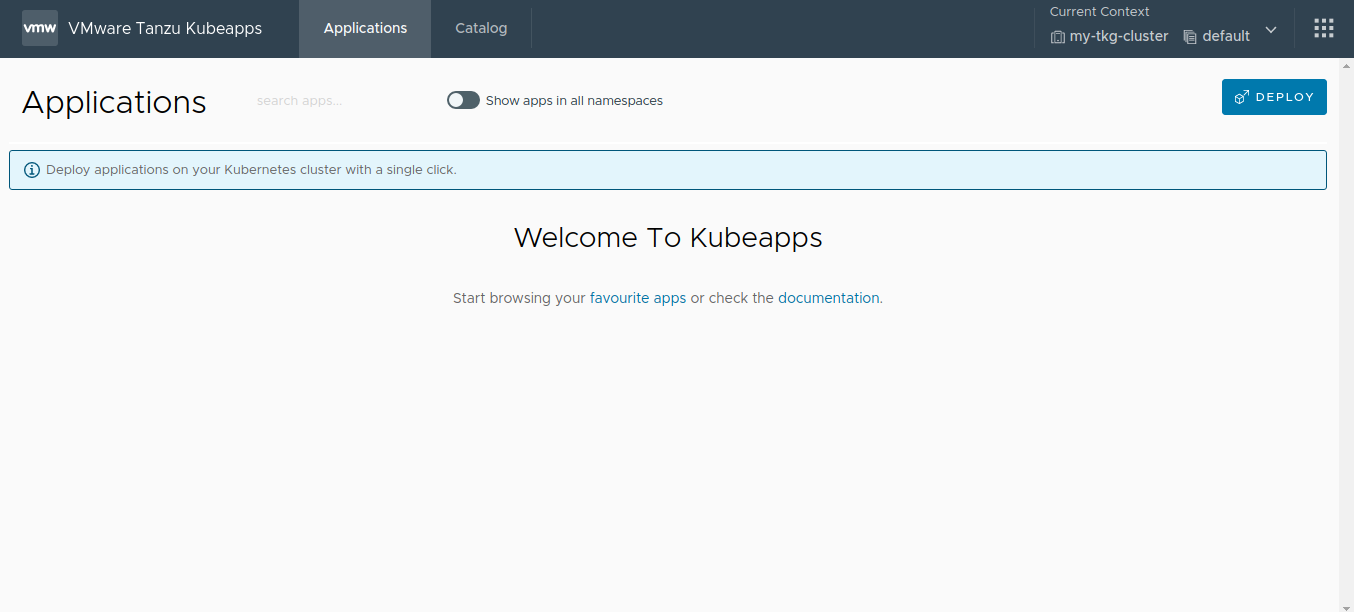 vmw VMware Tanzu Kubeapps Applications Catalog Current Context
my-tkg-cluster default
Applications search apps... Show apps in all namespaces DEPLOY
Deploy applications on your Kubernetes cluster with a single click.
Welcome To Kubeapps
Start browsing your favourite apps or check the documentation.